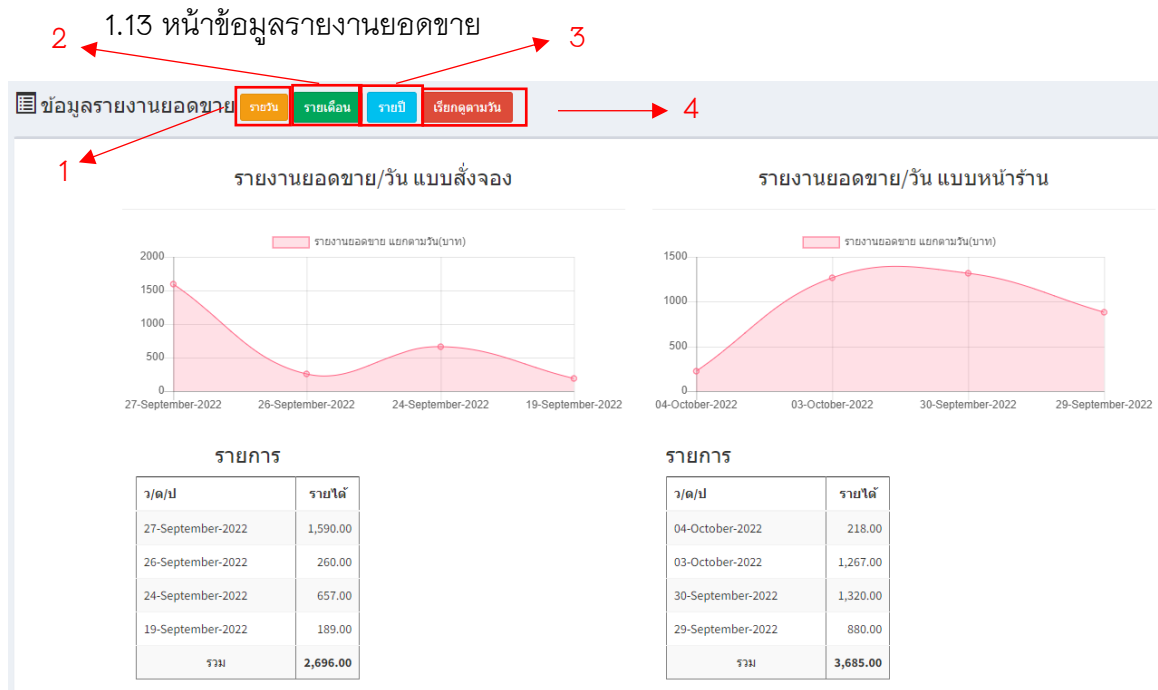 1.13 หน้าข้อมูลรายงานยอดขาย
2
3
ข้อมูลรายงานยอดขาย รายวัน รายเดือน รายปี เรียกดูตามวัน
4
1
รายงานยอดขาย/วัน แบบสั่งจอง
รายงานยอดขาย แยกตามวัน(บาท)
2000
1500
1000
500
0
27-September-2022 26-September-2022 24-September-2022 19-September-2022
รายงานยอดขาย/วัน แบบหน้าร้าน
รายงานยอดขาย แยกตามวัน(บาท)
1500
1000
500
0
04-October-2022 03-October-2022 30-September-2022 29-September-2022
รายการ
ว/ด/ป รายได้
27-September-2022 1,590.00
26-September-2022 260.00
24-September-2022 657.00
19-September-2022 189.00
รวม 2,696.00
รายการ
ว/ด/ป รายได้
04-October-2022 218.00
03-October-2022 1,267.00
30-September-2022 1,320.00
29-September-2022 880.00
รวม 3,685.00